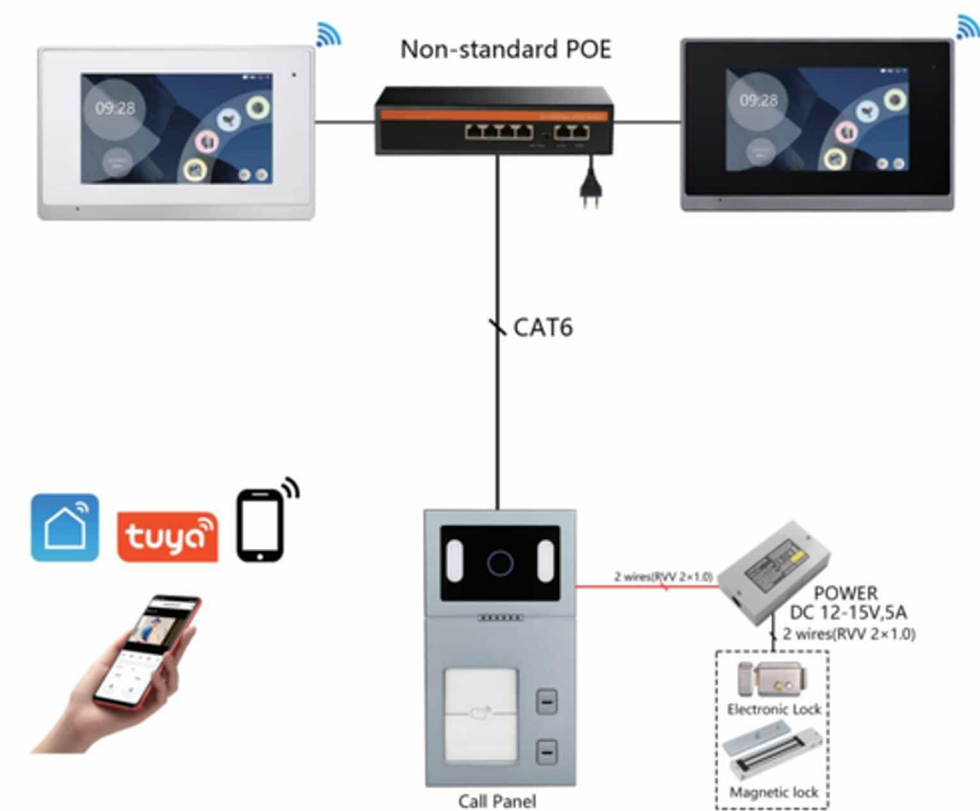 Non-standard POE
09:28
09:28
CAT6
tuya
2 wires(RVV 2×1.0)
POWER
DC 12-15V,5A
2 wires(RVV 2×1.0)
Electronic Lock
Magnetic lock
Call Panel